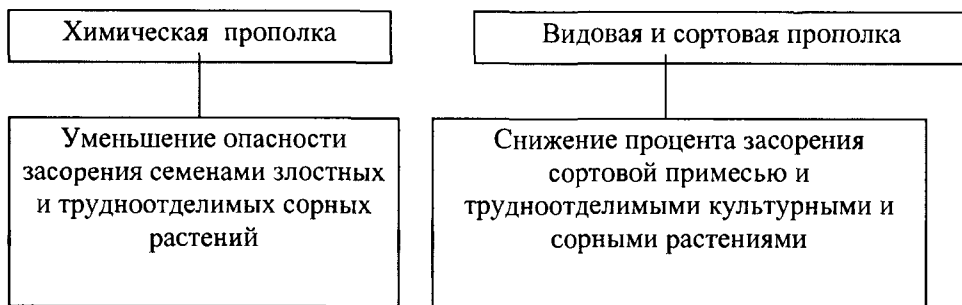 Химическая прополка
Видовая и сортовая прополка
Уменьшение опасности
засорения семенами злостных
и трудноотделимых сорных
растений
Снижение процента засорения
сортовой примесью и
трудноотделимыми культурными и
сорными растениями